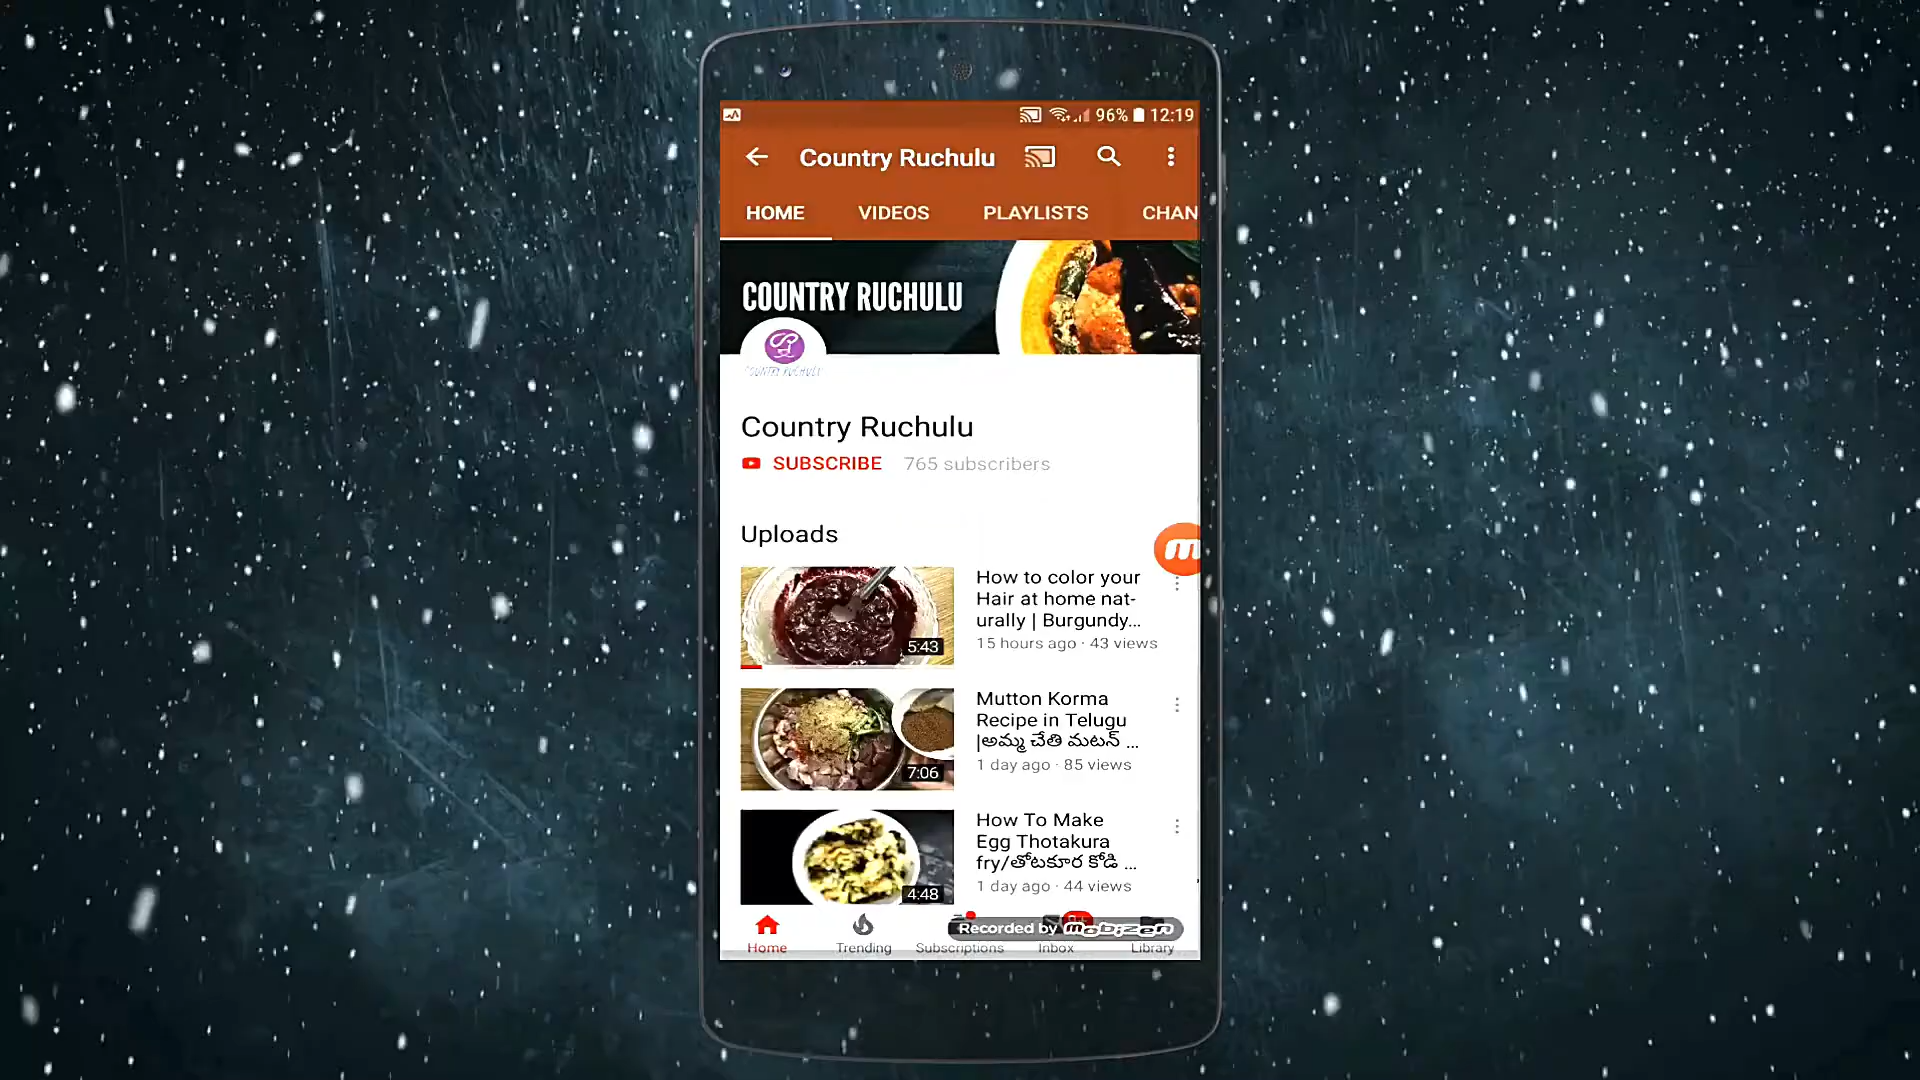 96% 12:19
Country Ruchulu
HOME VIDEOS PLAYLISTS CHAN
COUNTRY RUCHULU
COUNTRY RUCHULU
Country Ruchulu
SUBSCRIBE 765 subscribers
Uploads
How to color your
Hair at home nat-
urally | Burgundy...
15 hours ago · 43 views
5:43
Mutton Korma
Recipe in Telugu
|అమ్మ చేతి మటన్ ...
1 day ago · 85 views
7:06
How To Make
Egg Thotakura
fry/తోటకూర కోడి ...
1 day ago · 44 views
4:48
Recorded by mobizen
Home Trending Subscriptions Inbox Library